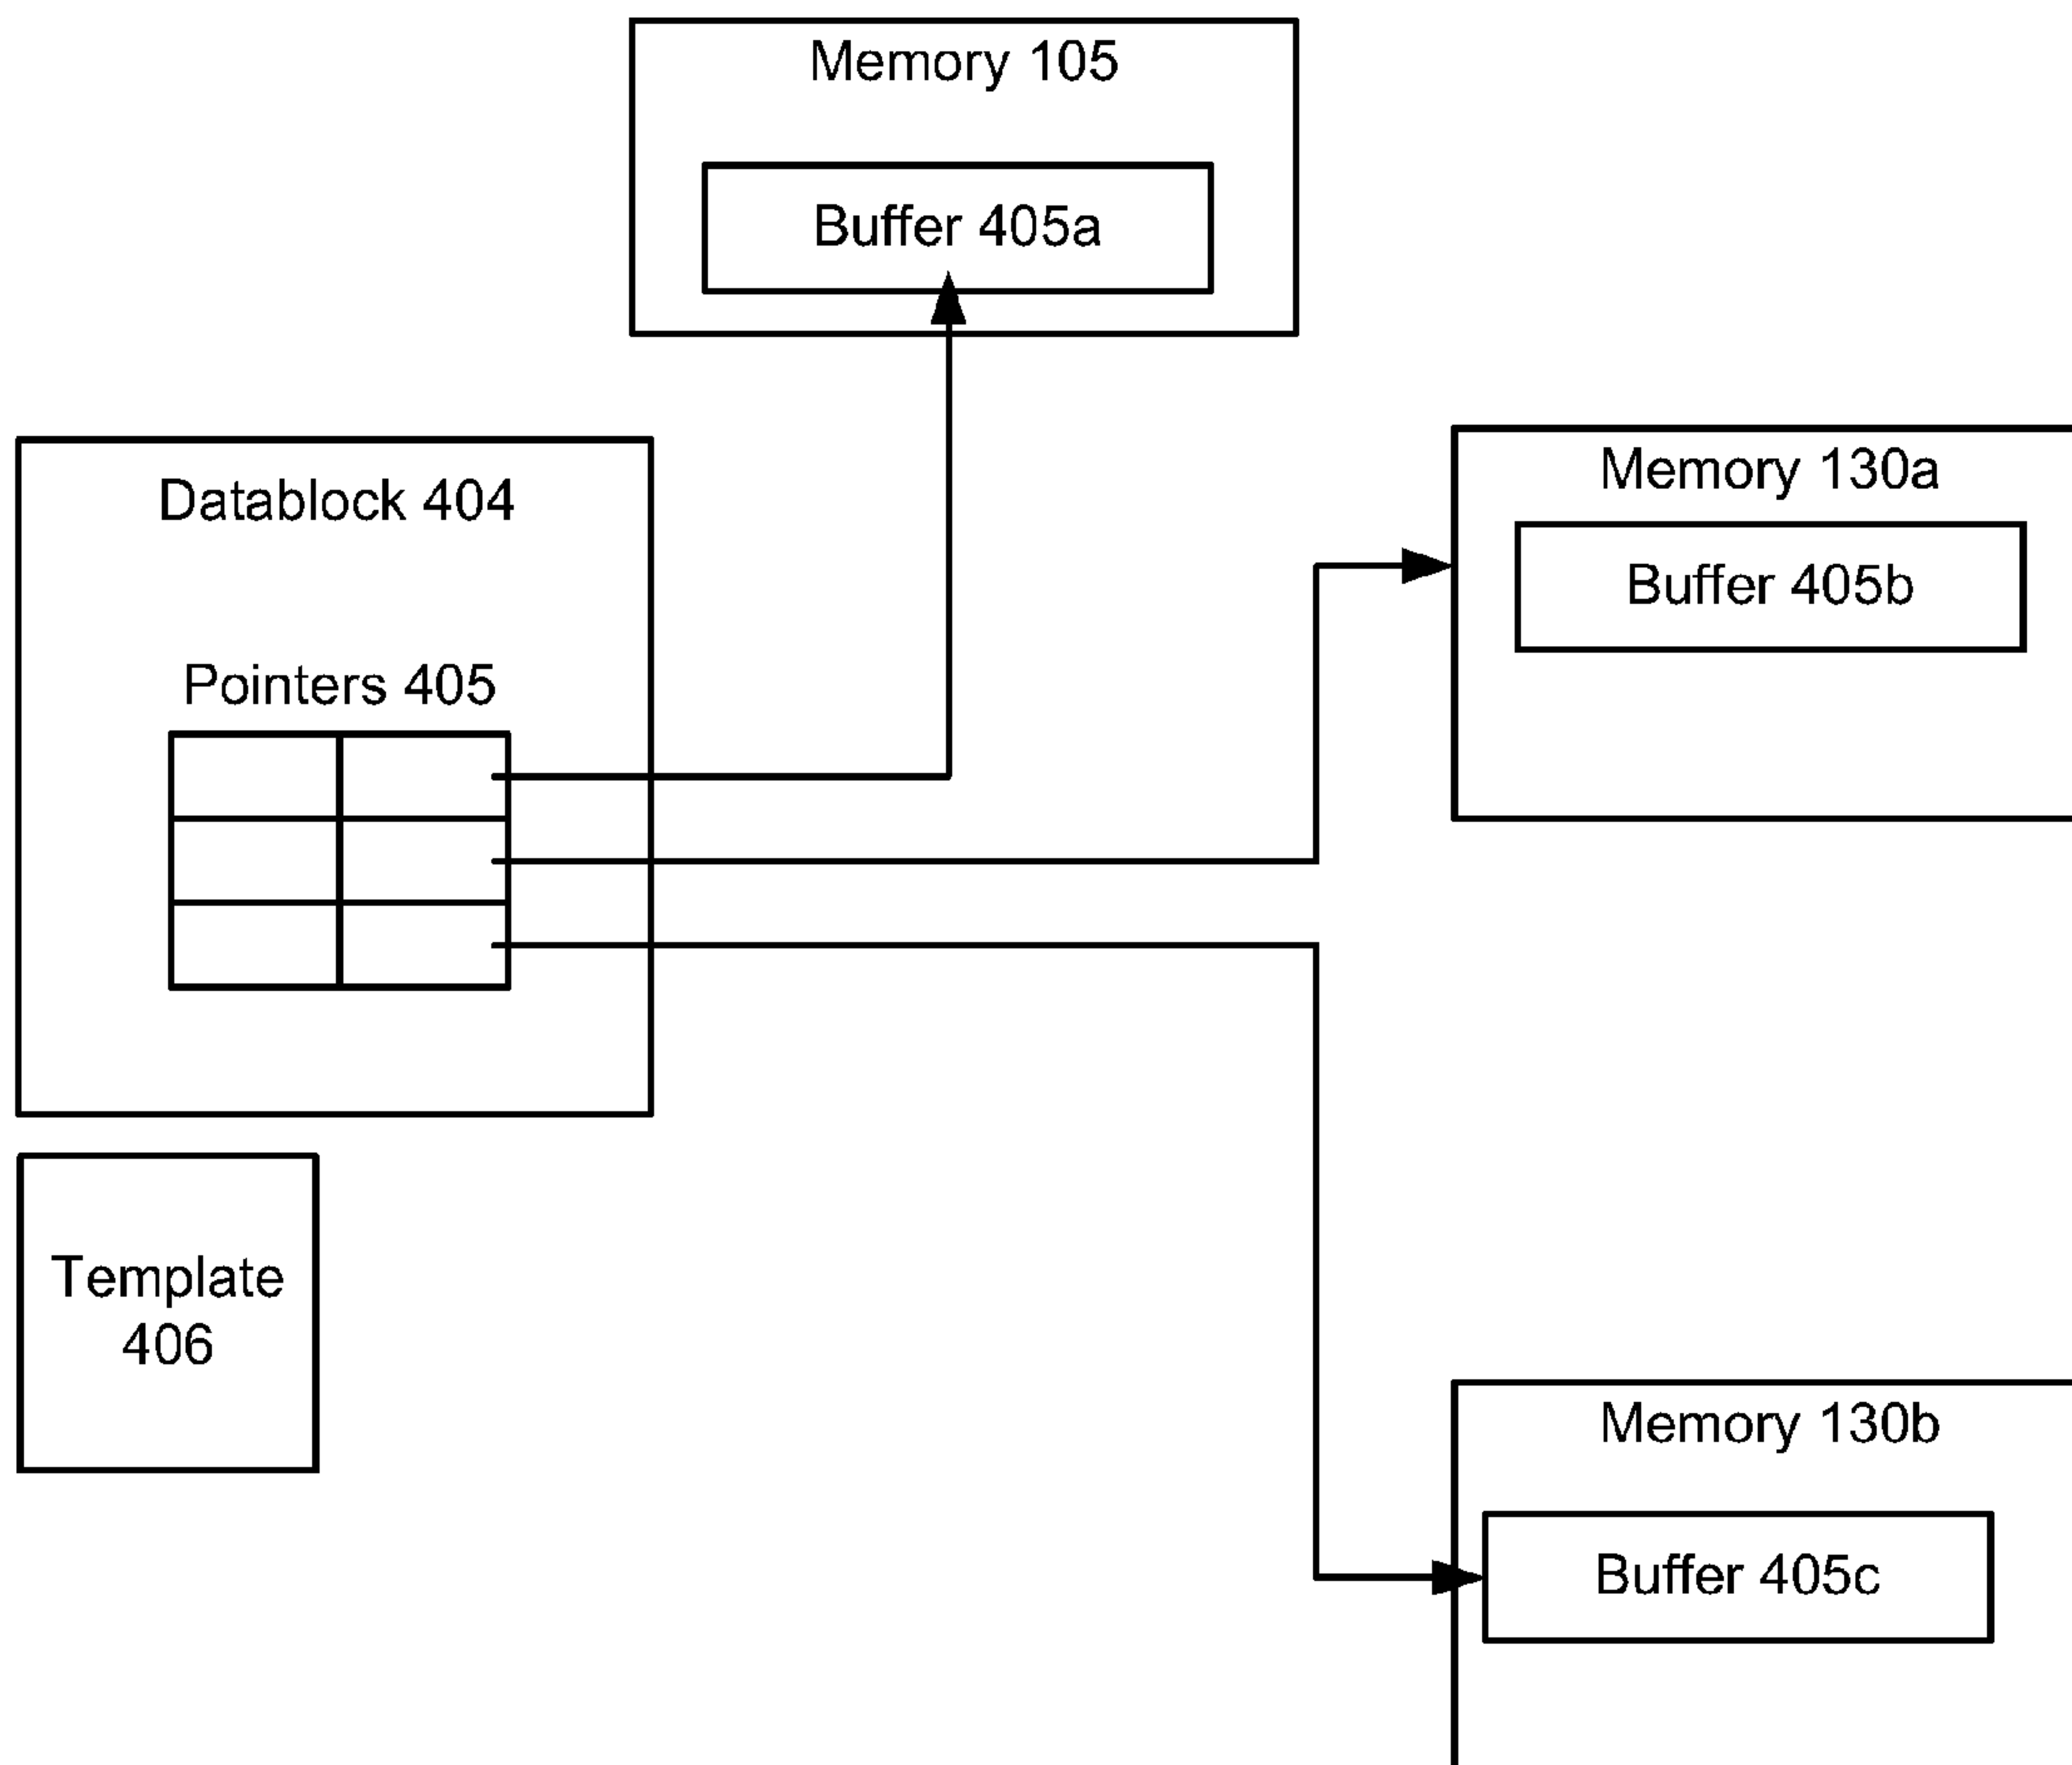 Memory 105
Buffer 405a
Datablock 404
Pointers 405
Memory 130a
Buffer 405b
Template
406
Memory 130b
Buffer 405c